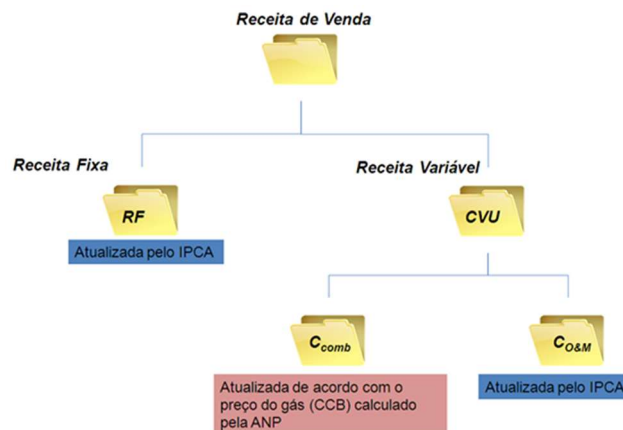 Receita de Venda
Receita Fixa
Receita Variável
RF
CVU
Atualizada pelo IPCA
Ccomb
CO&M
Atualizada de acordo com o
preço do gás (CCB) calculado
pela ANP
Atualizada pelo IPCA